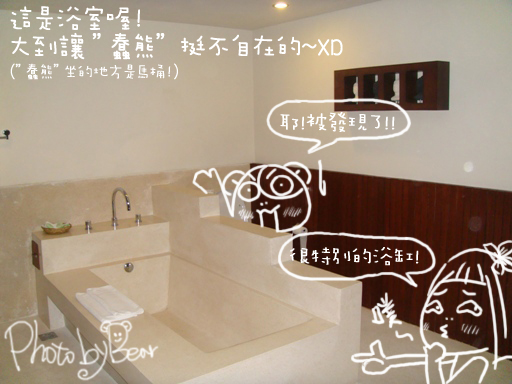 這是浴室喔!
大到讓"蠢熊"挺不自在的~XD
("蠢熊"坐的地方是馬桶!)
耶!被發現了!!
很特別的浴缸!
噗~
Photo by Bear